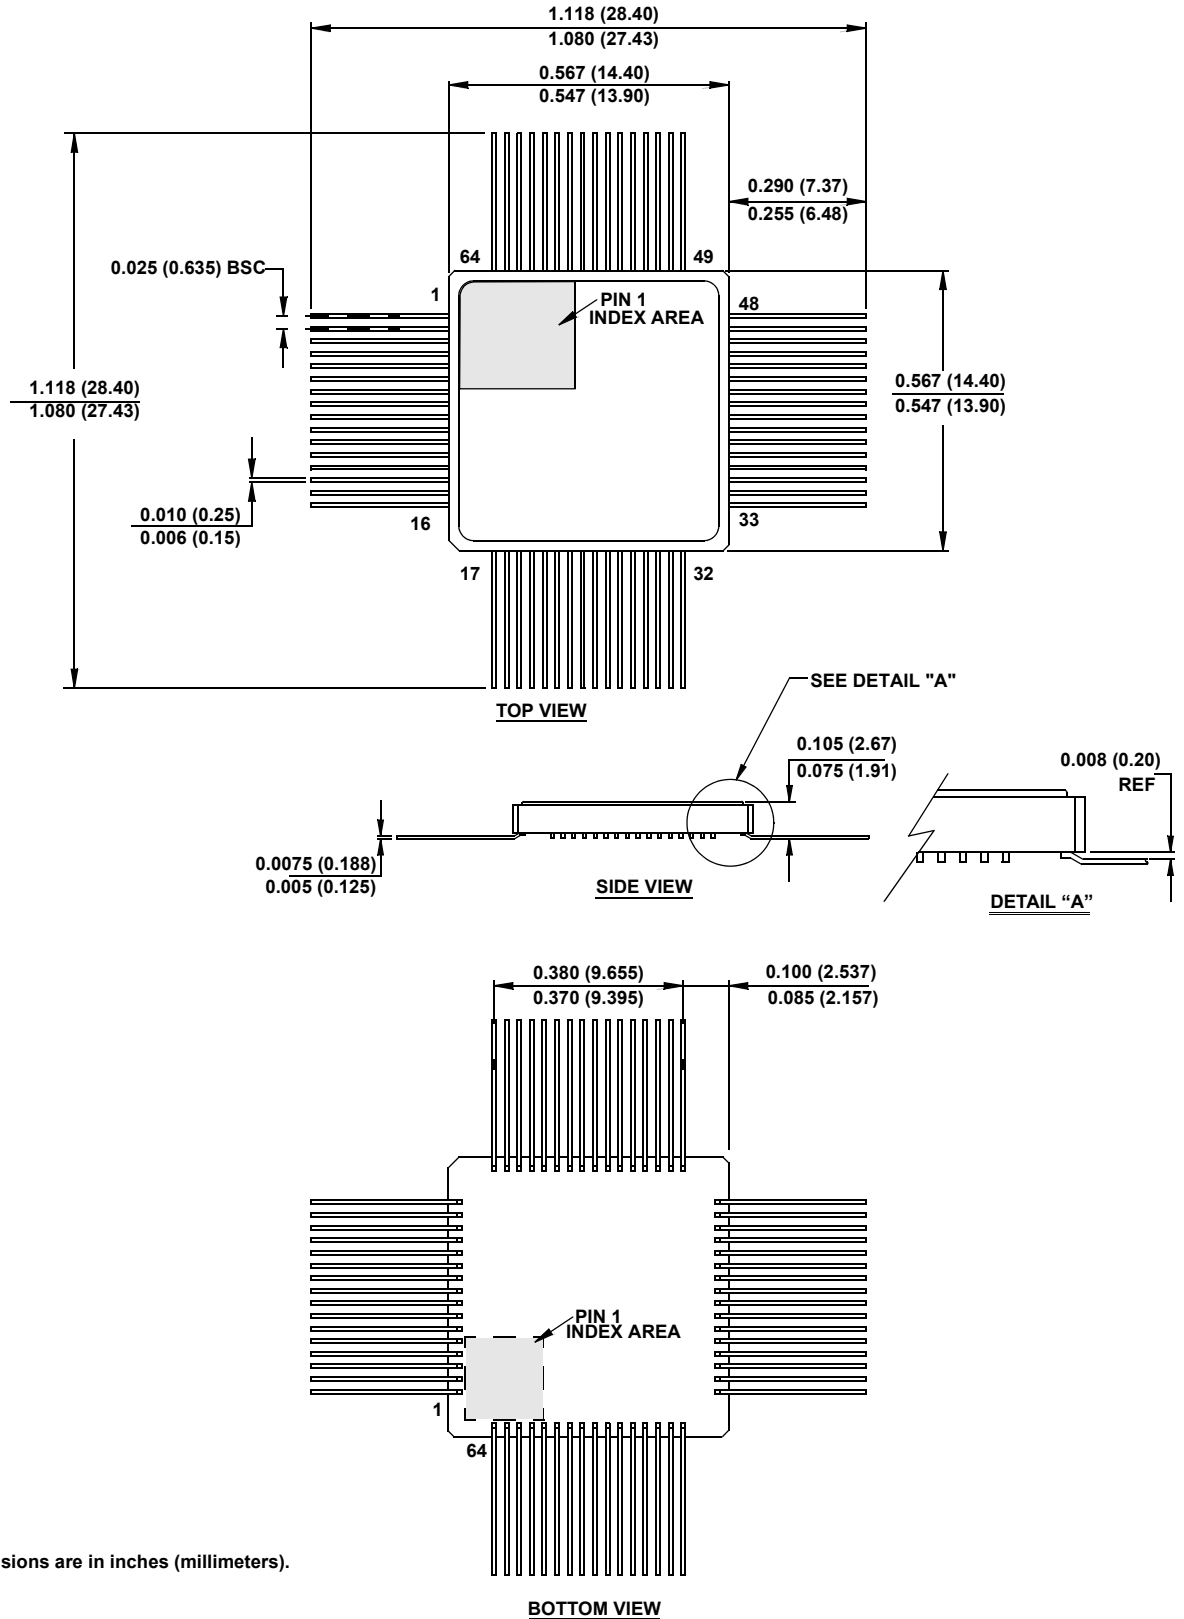 1.118 (28.40)
1.080 (27.43)
0.567 (14.40)
0.547 (13.90)
0.290 (7.37)
0.255 (6.48)
64
49
0.025 (0.635) BSC
1
PIN 1
INDEX AREA
48
1.118 (28.40)
1.080 (27.43)
0.567 (14.40)
0.547 (13.90)
0.010 (0.25)
0.006 (0.15)
16
33
17
32
SEE DETAIL "A"
TOP VIEW
0.105 (2.67)
0.075 (1.91)
0.008 (0.20)
REF
0.0075 (0.188)
0.005 (0.125)
SIDE VIEW
DETAIL “A”
0.380 (9.655)
0.370 (9.395)
0.100 (2.537)
0.085 (2.157)
PIN 1
INDEX AREA
1
64
sions are in inches (millimeters).
BOTTOM VIEW